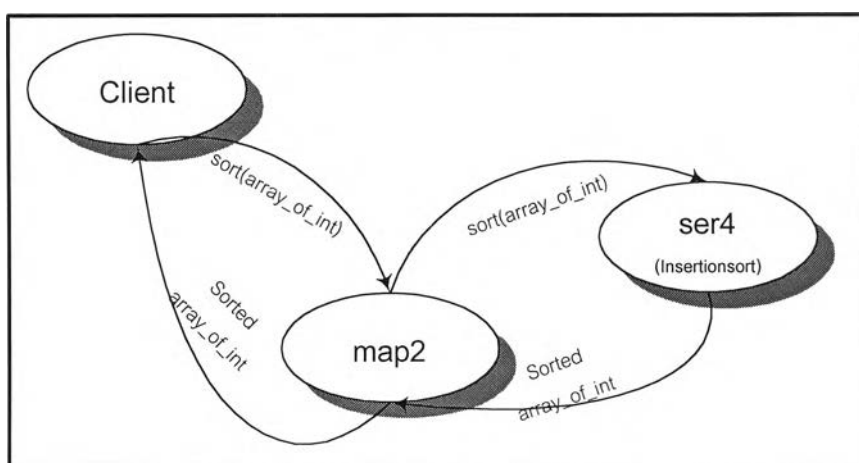 Client
sort(array_of_int)
sort(array_of_int)
ser4
(Insertionsort)
Sorted
array_of_int
map2
Sorted
array_of_int